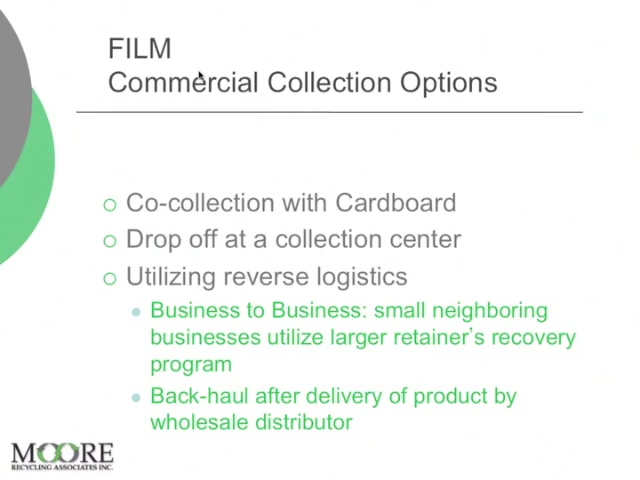 FILM
Commercial Collection Options
Co-collection with Cardboard
Drop off at a collection center
Utilizing reverse logistics
Business to Business: small neighboring
businesses utilize larger retainer's recovery
program
Back-haul after delivery of product by
wholesale distributor
MOORE
RECYCLING ASSOCIATES INC.